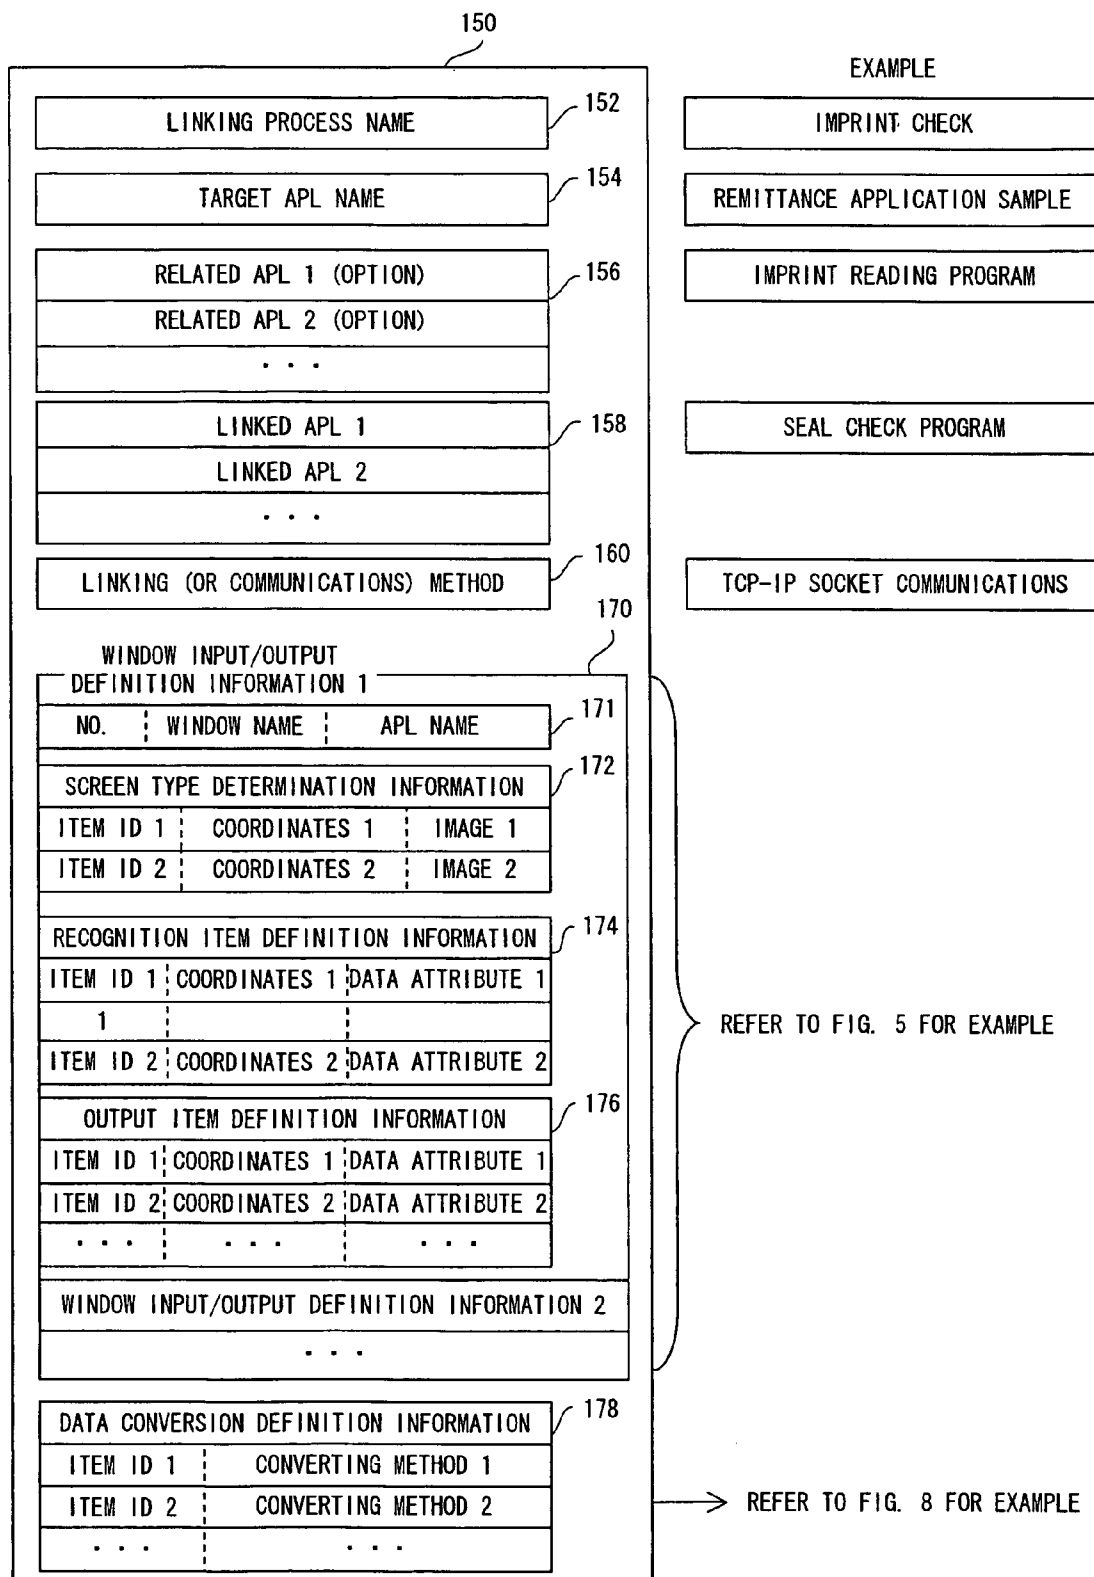 150
EXAMPLE
LINKING PROCESS NAME
152
IMPRINT CHECK
TARGET APL NAME
154
REMITTANCE APPLICATION SAMPLE
RELATED APL 1 (OPTION)
156
IMPRINT READING PROGRAM
RELATED APL 2 (OPTION)
. . .
LINKED APL 1
158
SEAL CHECK PROGRAM
LINKED APL 2
. . .
LINKING (OR COMMUNICATIONS) METHOD
160
TCP-IP SOCKET COMMUNICATIONS
170
WINDOW INPUT/OUTPUT
DEFINITION INFORMATION 1
NO. WINDOW NAME APL NAME
171
SCREEN TYPE DETERMINATION INFORMATION
172
ITEM ID 1 COORDINATES 1 IMAGE 1
ITEM ID 2 COORDINATES 2 IMAGE 2
RECOGNITION ITEM DEFINITION INFORMATION
174
ITEM ID 1 COORDINATES 1 DATA ATTRIBUTE 1
1
ITEM ID 2 COORDINATES 2 DATA ATTRIBUTE 2
REFER TO FIG. 5 FOR EXAMPLE
OUTPUT ITEM DEFINITION INFORMATION
176
ITEM ID 1 COORDINATES 1 DATA ATTRIBUTE 1
ITEM ID 2 COORDINATES 2 DATA ATTRIBUTE 2
. . . . . . . . .
WINDOW INPUT/OUTPUT DEFINITION INFORMATION 2
. . .
DATA CONVERSION DEFINITION INFORMATION
178
ITEM ID 1 CONVERTING METHOD 1
ITEM ID 2 CONVERTING METHOD 2
REFER TO FIG. 8 FOR EXAMPLE
. . . . . .